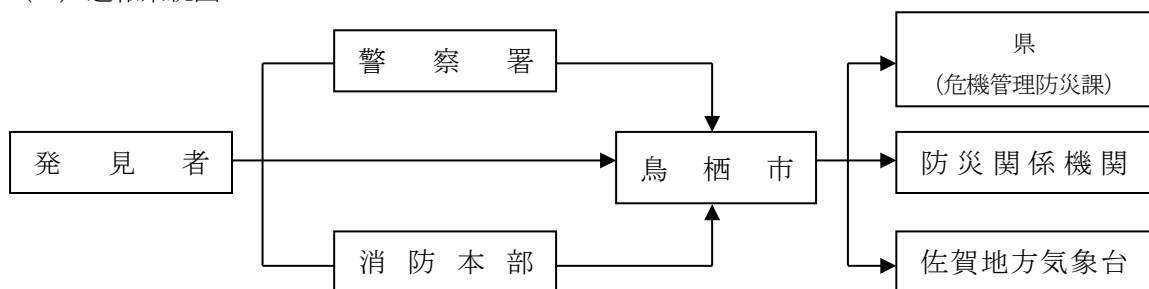 警察署
県
(危機管理防災課)
発見者
鳥栖市
防災関係機関
消防本部
佐賀地方気象台